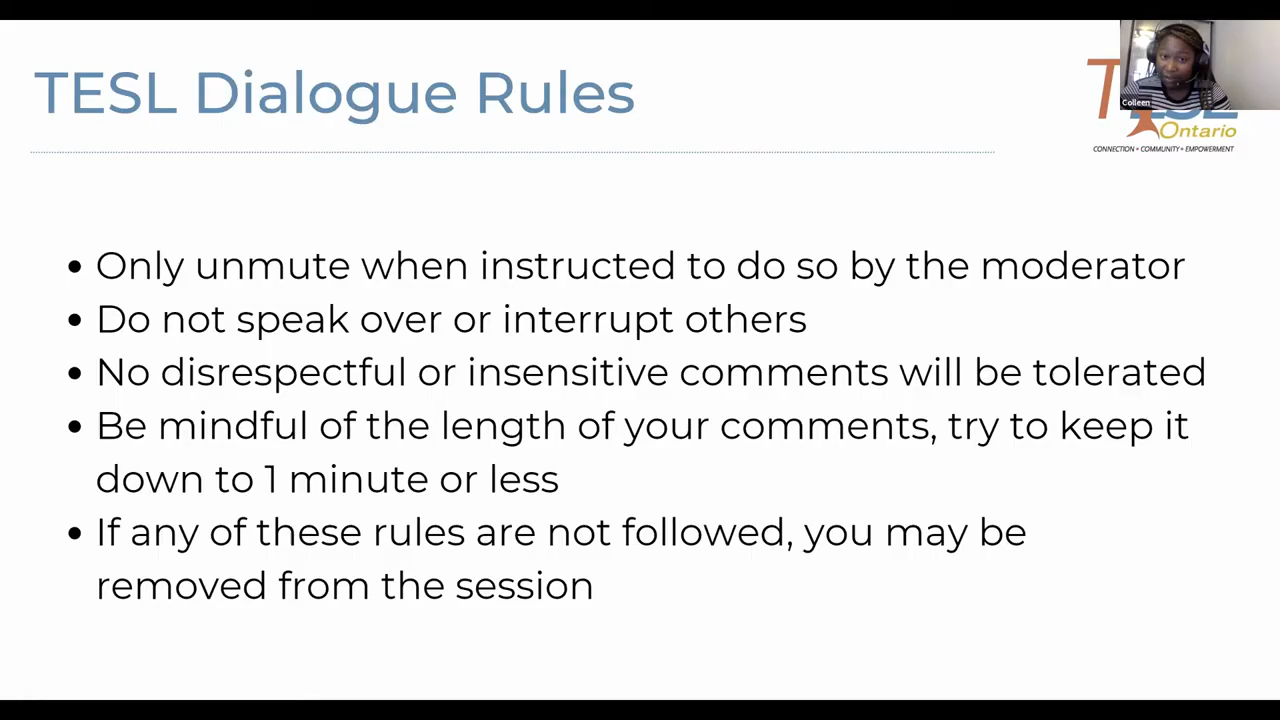 TESL Dialogue Rules
Colleen
Ontario
CONNECTION • COMMUNITY • EMPOWERMENT
• Only unmute when instructed to do so by the moderator
• Do not speak over or interrupt others
• No disrespectful or insensitive comments will be tolerated
• Be mindful of the length of your comments, try to keep it
down to 1 minute or less
• If any of these rules are not followed, you may be
removed from the session